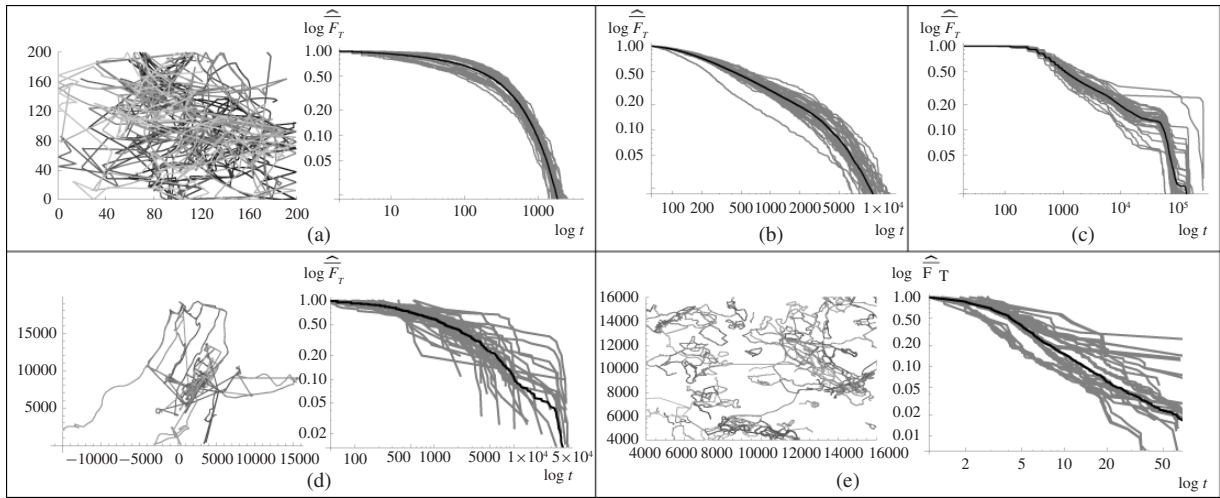 log F̂̅_T
200
160
120
80
40
0
0 40 80 120 160 200
1.00
0.50
0.20
0.10
0.05
10 100 1000
log t
(a)
log F̂̅_T
1.00
0.50
0.20
0.10
0.05
100 200 500 1000 2000 5000 1×10⁴
log t
(b)
log F̂̅_T
1.00
0.50
0.10
0.05
100 1000 10⁴ 10⁵
log t
(c)
log F̂̅_T
15000
10000
5000
−10000 −5000 0 5000 10000 15000
1.00
0.50
0.20
0.10
0.05
0.02
100 500 1000 5000 1×10⁴ 5×10⁴
log t
(d)
log F̂̅ T
16000
14000
12000
10000
8000
6000
4000
4000 6000 8000 10000 12000 14000 16000
1.00
0.50
0.20
0.10
0.05
0.02
0.01
2 5 10 20 50
log t
(e)